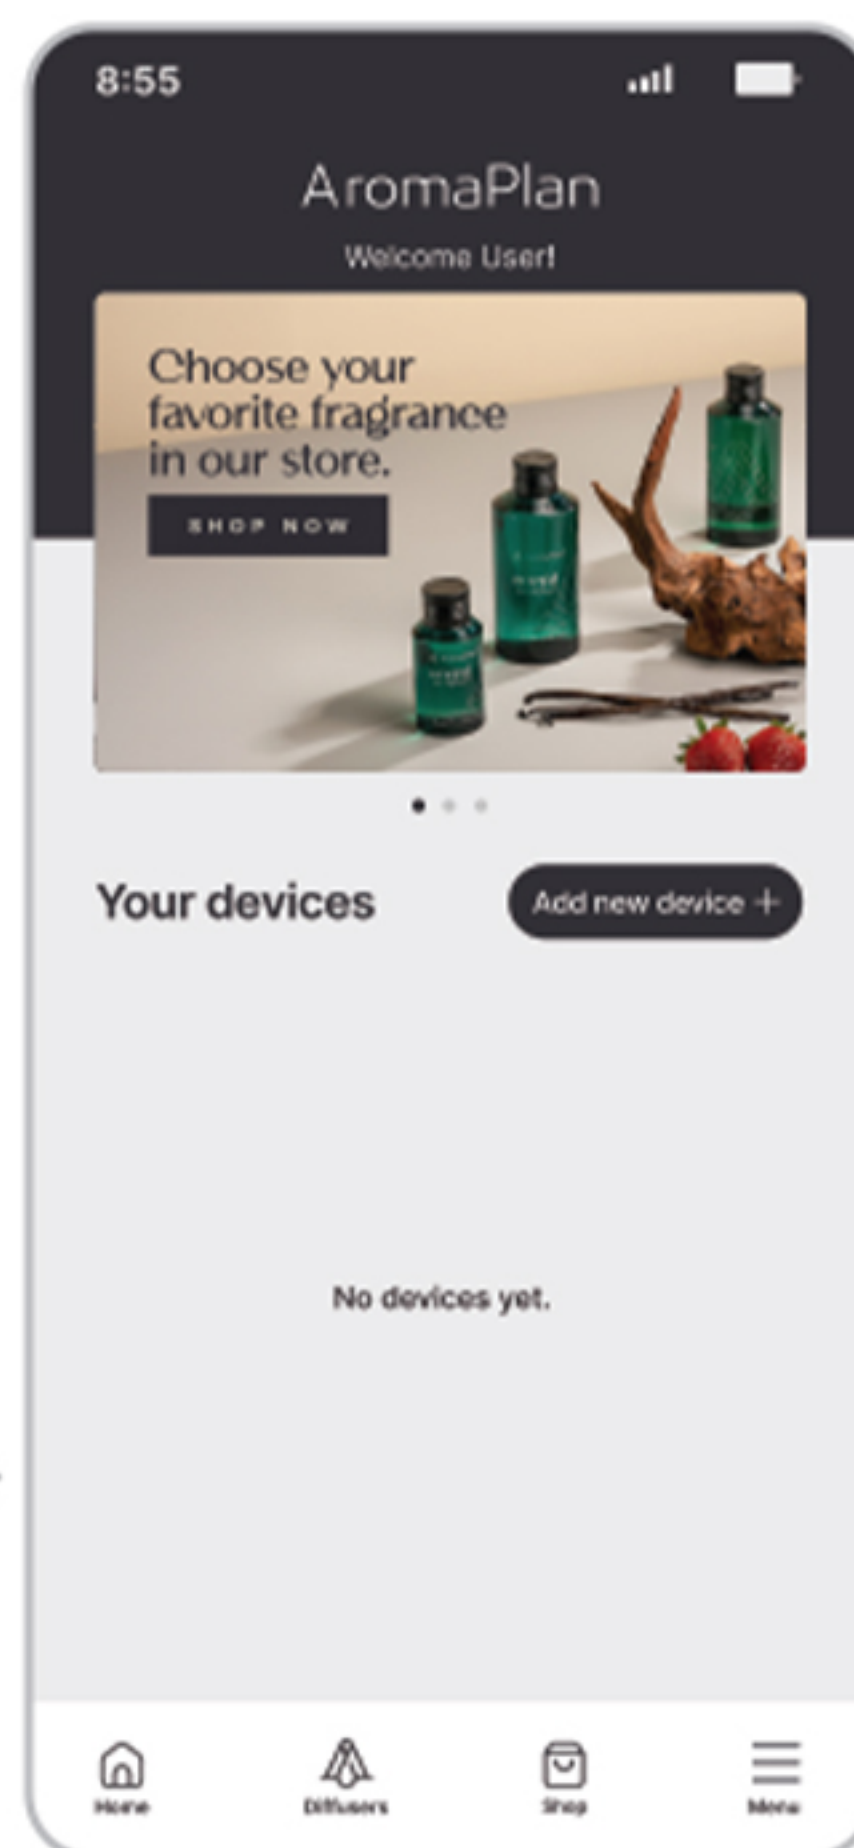 8:55
AromaPlan
Welcome User!
Choose your
favorite fragrance
in our store.
SHOP NOW
Your devices
Add new device +
No devices yet.
Home
Diffusers
Shop
Menu